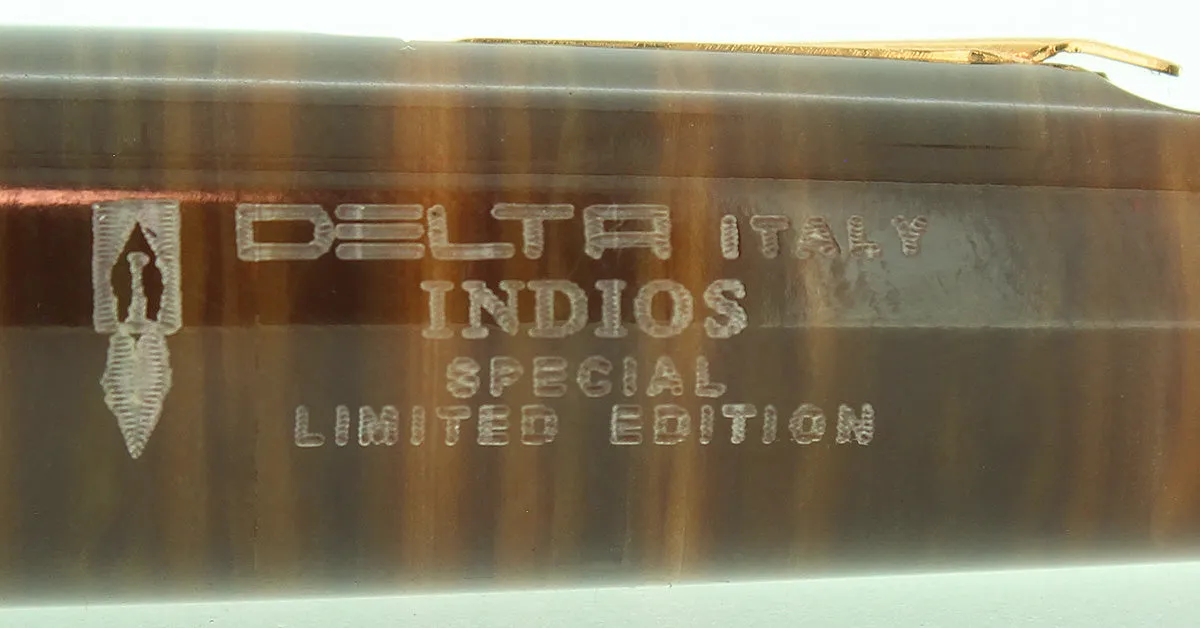 DELTA ITALY
INDIOS
SPECIAL
LIMITED EDITION